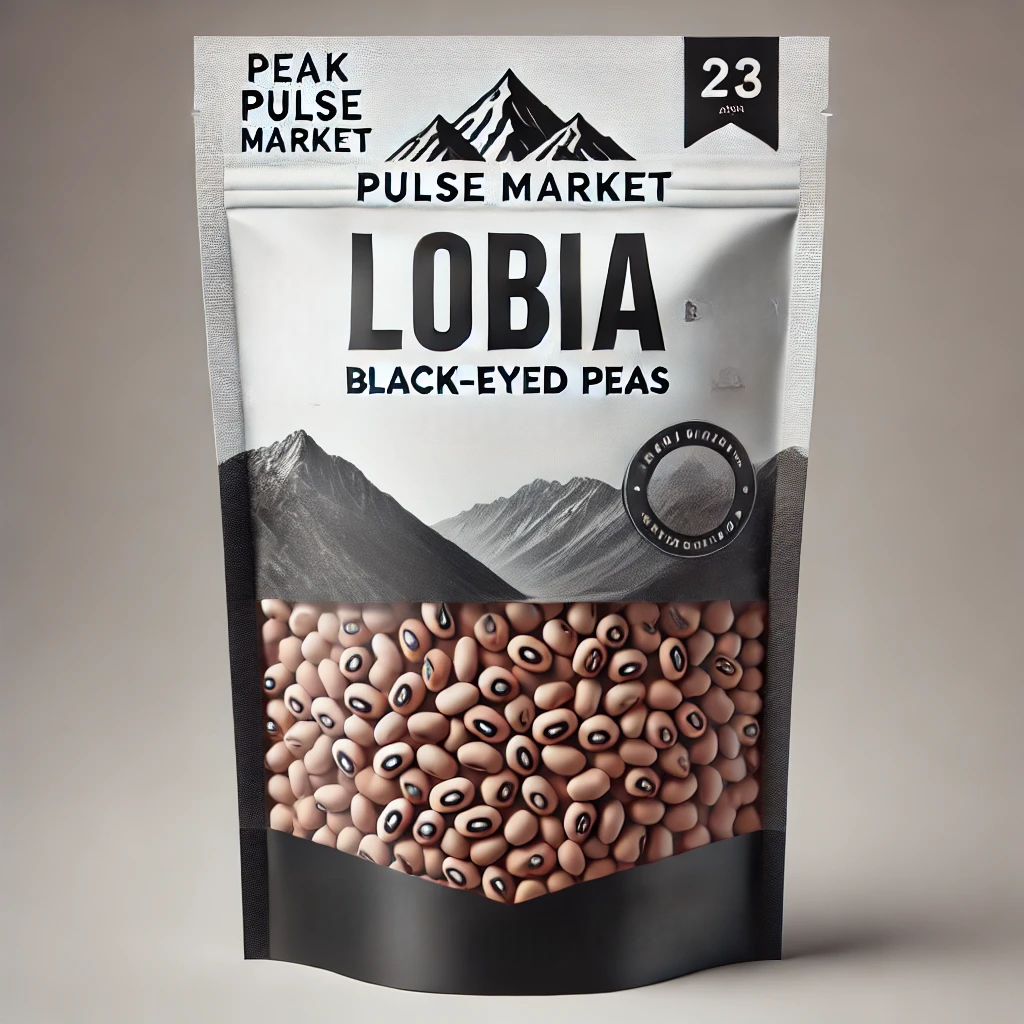 PEAK
PULSE
MARKET
23
PULSE MARKET
LOBIA
BLACK-EYED PEAS